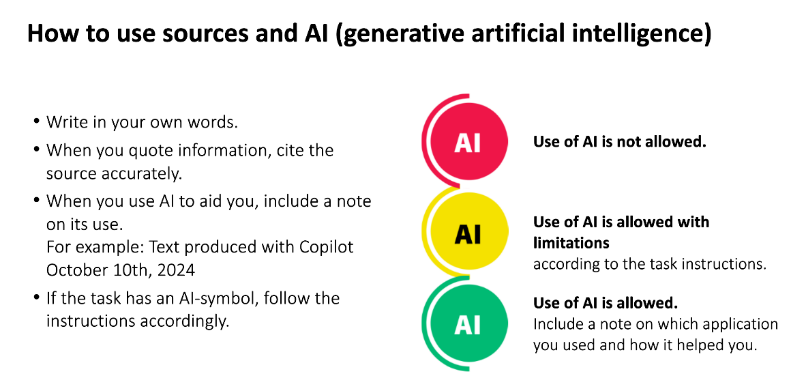 How to use sources and AI (generative artificial intelligence)
• Write in your own words.
• When you quote information, cite the
source accurately.
• When you use AI to aid you, include a note
on its use.
For example: Text produced with Copilot
October 10th, 2024
• If the task has an AI-symbol, follow the
instructions accordingly.
AI
Use of AI is not allowed.
AI
Use of AI is allowed with
limitations
according to the task instructions.
AI
Use of AI is allowed.
Include a note on which application
you used and how it helped you.